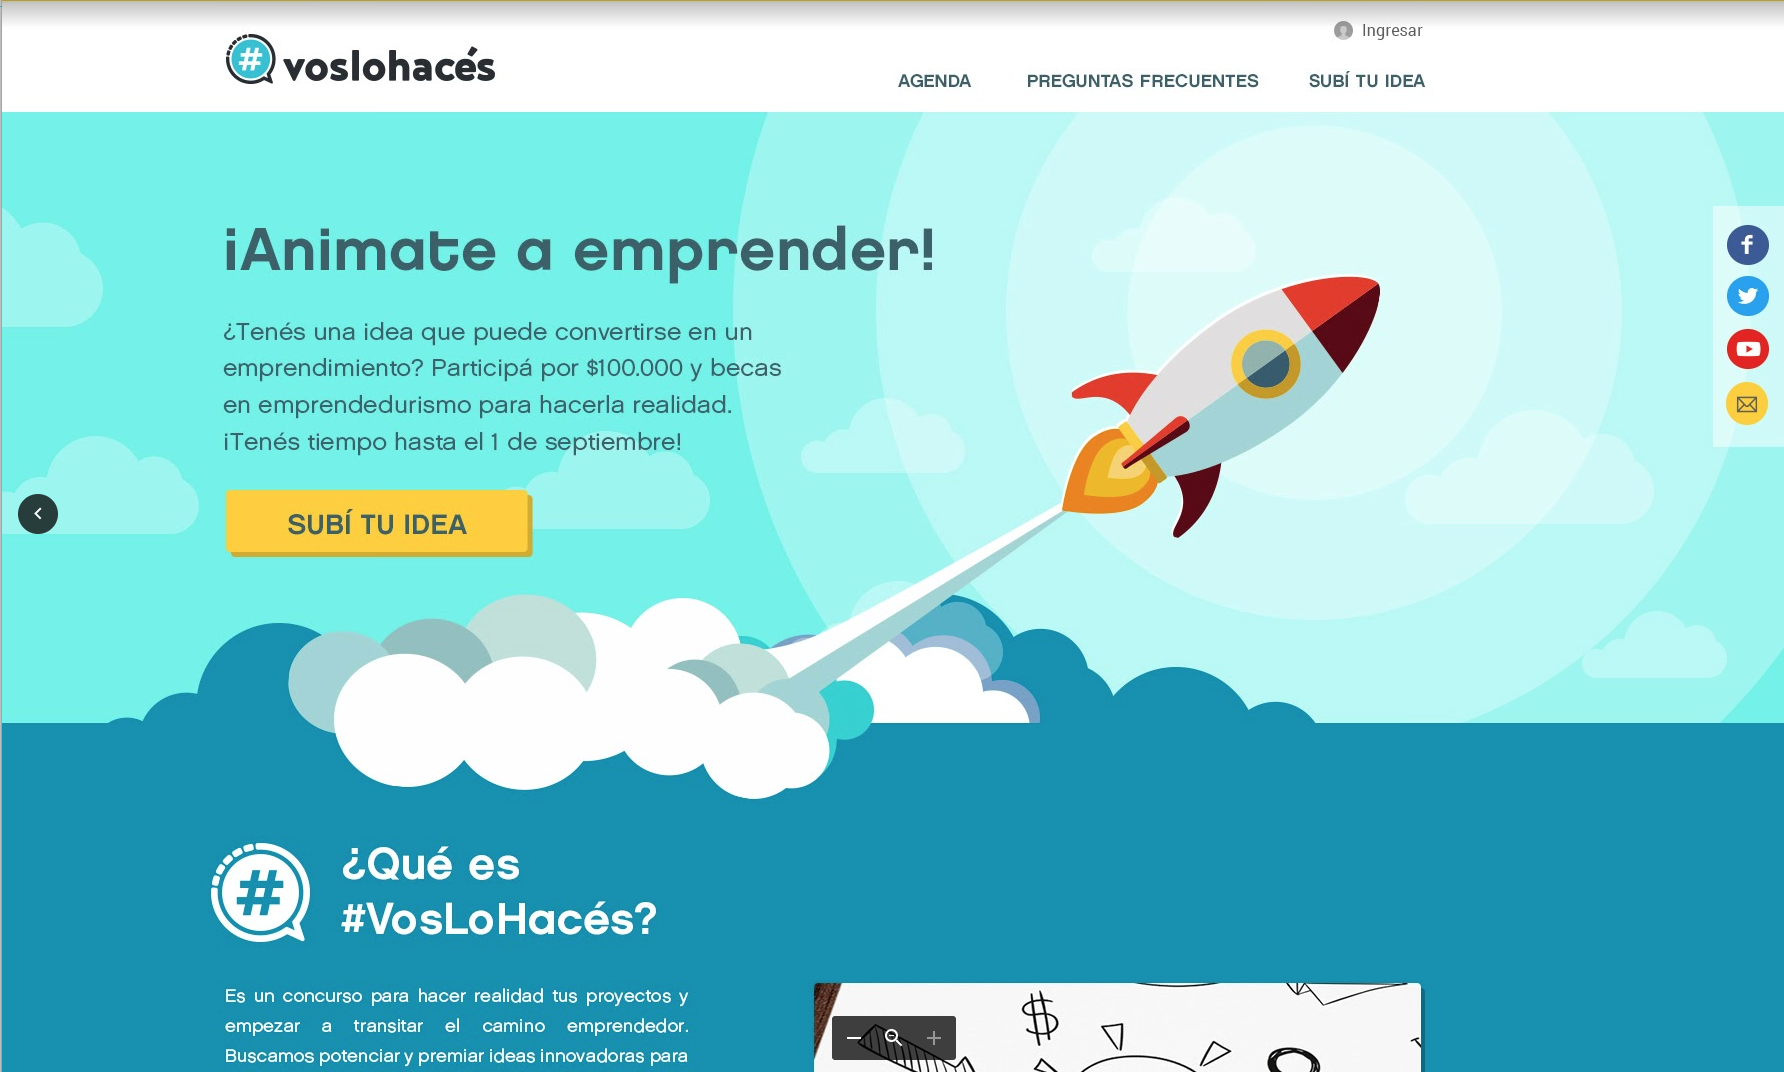 #voslohacés
Ingresar
AGENDA PREGUNTAS FRECUENTES SUBÍ TU IDEA
¡Animate a emprender!
¿Tenés una idea que puede convertirse en un
emprendimiento? Participá por $100.000 y becas
en emprendedurismo para hacerla realidad.
¡Tenés tiempo hasta el 1 de septiembre!
SUBÍ TU IDEA
# ¿Qué es
#VosLoHacés?
Es un concurso para hacer realidad tus proyectos y
empezar a transitar el camino emprendedor.
Buscamos potenciar y premiar ideas innovadoras para
$